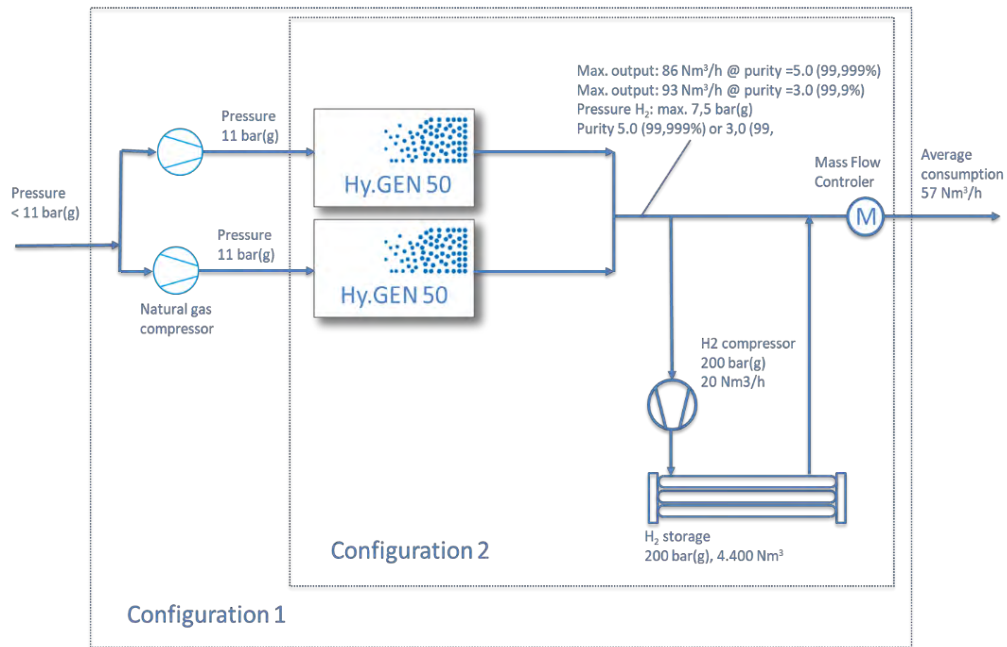 Max. output: 86 Nm³/h @ purity =5.0 (99,999%)
Max. output: 93 Nm³/h @ purity =3.0 (99,9%)
Pressure H₂: max. 7,5 bar(g)
Purity 5.0 (99,999%) or 3,0 (99,
Pressure
11 bar(g)
Hy.GEN 50
Mass Flow
Controler
M
Average
consumption
57 Nm³/h
Pressure
< 11 bar(g)
Pressure
11 bar(g)
Hy.GEN 50
Natural gas
compressor
H2 compressor
200 bar(g)
20 Nm3/h
H₂ storage
200 bar(g), 4.400 Nm³
Configuration 2
Configuration 1